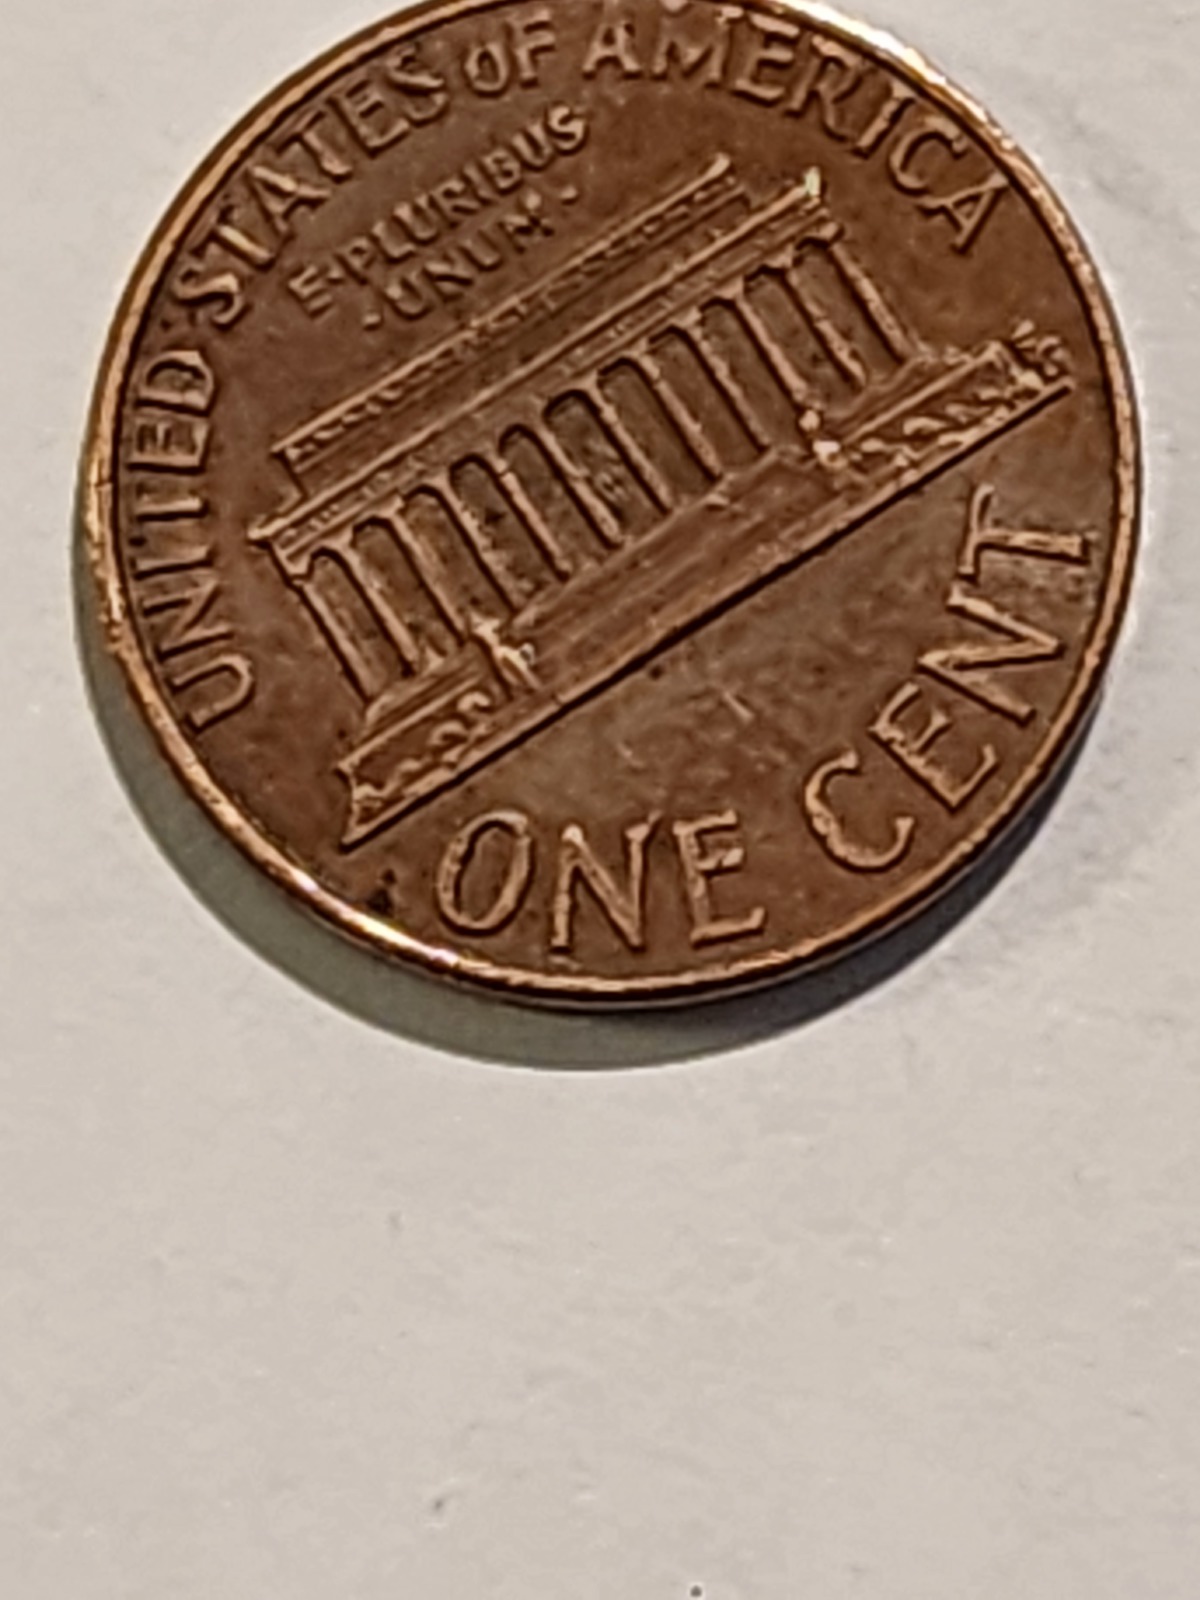 UNITED STATES OF AMERICA
E·PLURIBUS
·UNUM·
ONE CENT